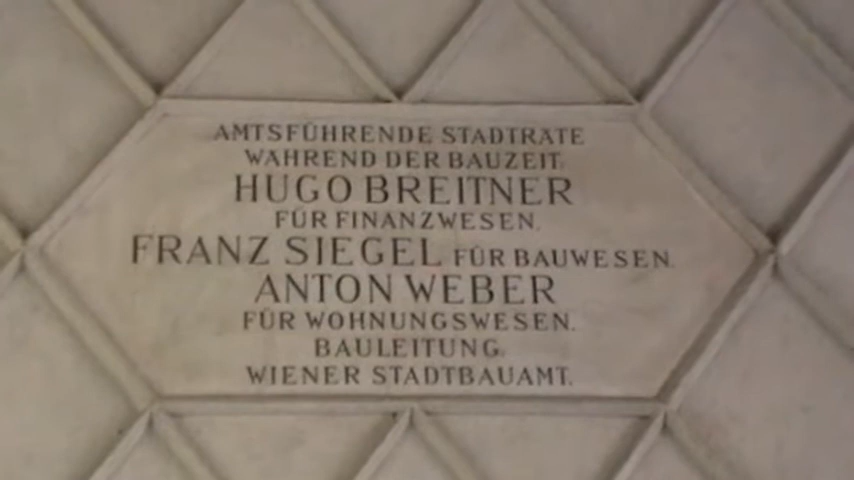 AMTSFÜHRENDE STADTRÄTE
WÄHREND DER BAUZEIT.
HUGO BREITNER
FÜR FINANZWESEN.
FRANZ SIEGEL FÜR BAUWESEN.
ANTON WEBER
FÜR WOHNUNGSWESEN.
BAULEITUNG.
WIENER STADTBAUAMT.